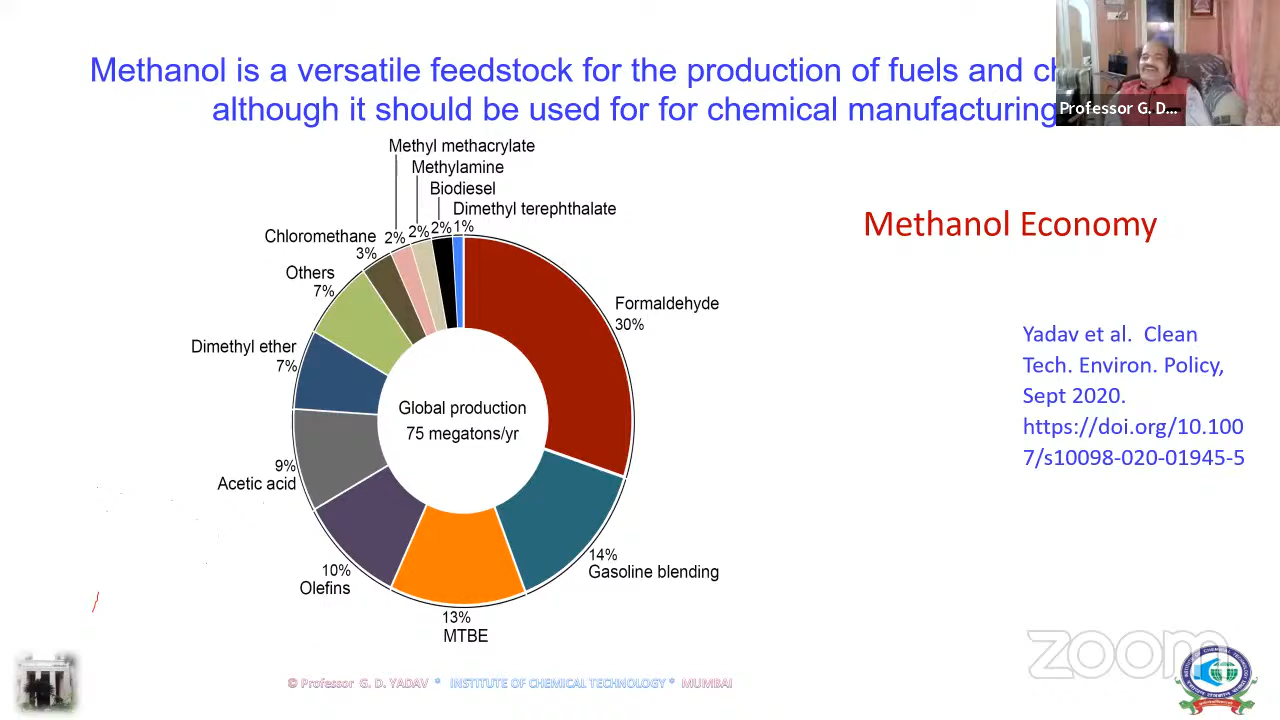 Methanol is a versatile feedstock for the production of fuels and ch
although it should be used for for chemical manufacturing
Professor G. D...
Methanol Economy
Methyl methacrylate
Methylamine
Biodiesel
Dimethyl terephthalate
2%
2%
2%
1%
Chloromethane
3%
Others
7%
Dimethyl ether
7%
Formaldehyde
30%
Global production
75 megatons/yr
9%
Acetic acid
10%
Olefins
13%
MTBE
14%
Gasoline blending
Yadav et al. Clean
Tech. Environ. Policy,
Sept 2020.
https://doi.org/10.100
7/s10098-020-01945-5
© Professor G. D. YADAV * INSTITUTE OF CHEMICAL TECHNOLOGY * MUMBAI
zoom